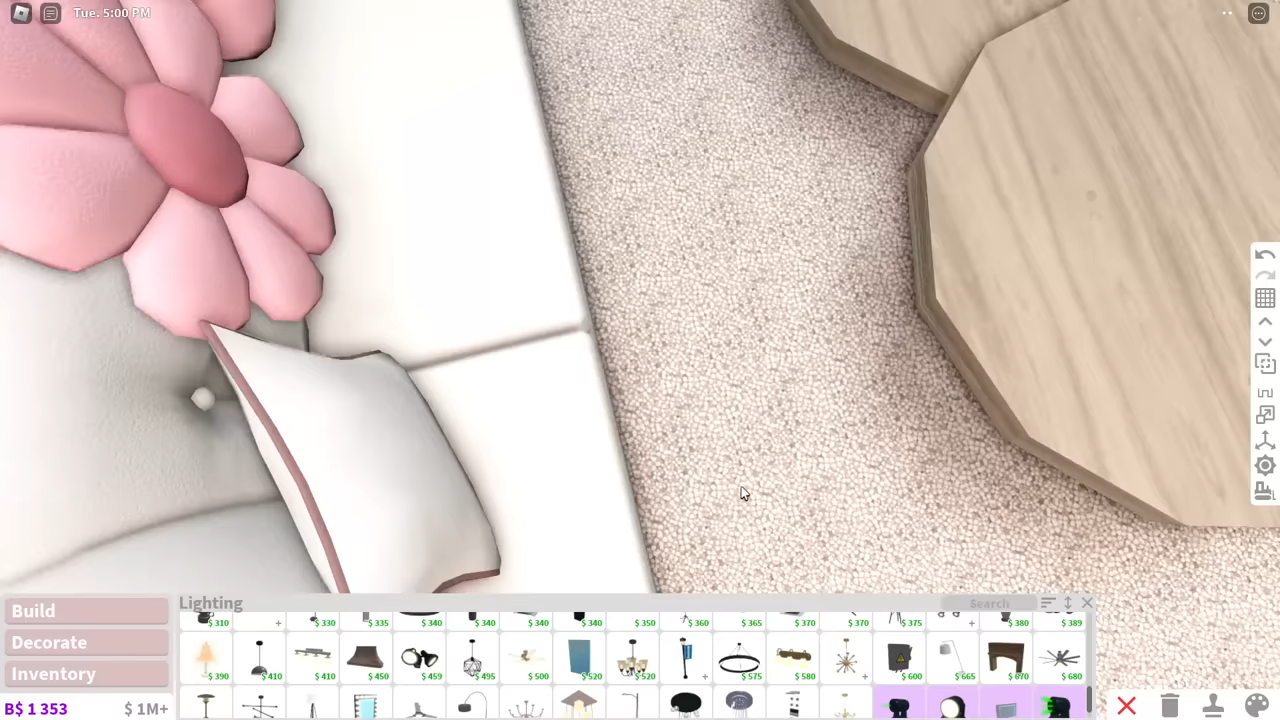 Tue. 5:00 PM
Lighting
Search
Build
Decorate
Inventory
B$ 1 353
$ 1M+
$ 310 + $ 330 $ 335 $ 340 $ 340 $ 340 $ 340 $ 350 $ 360 $ 365 $ 370 $ 370 $ 375 + $ 380 $ 389
$ 390 $ 410 $ 410 $ 450 $ 459 $ 495 $ 500 $ 520 $ 520 + $ 575 $ 580 + $ 600 $ 665 $ 670 $ 680